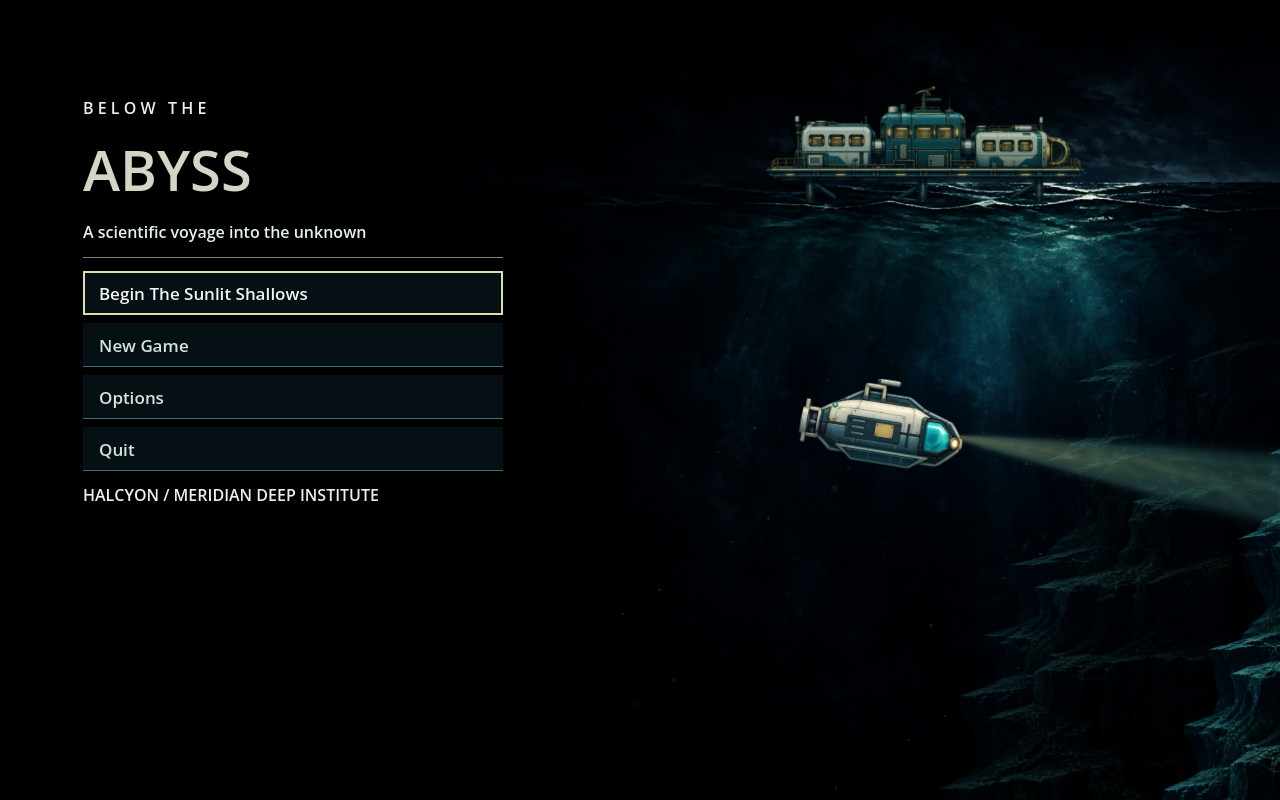 BELOW THE
ABYSS
A scientific voyage into the unknown
Begin The Sunlit Shallows
New Game
Options
Quit
HALCYON / MERIDIAN DEEP INSTITUTE